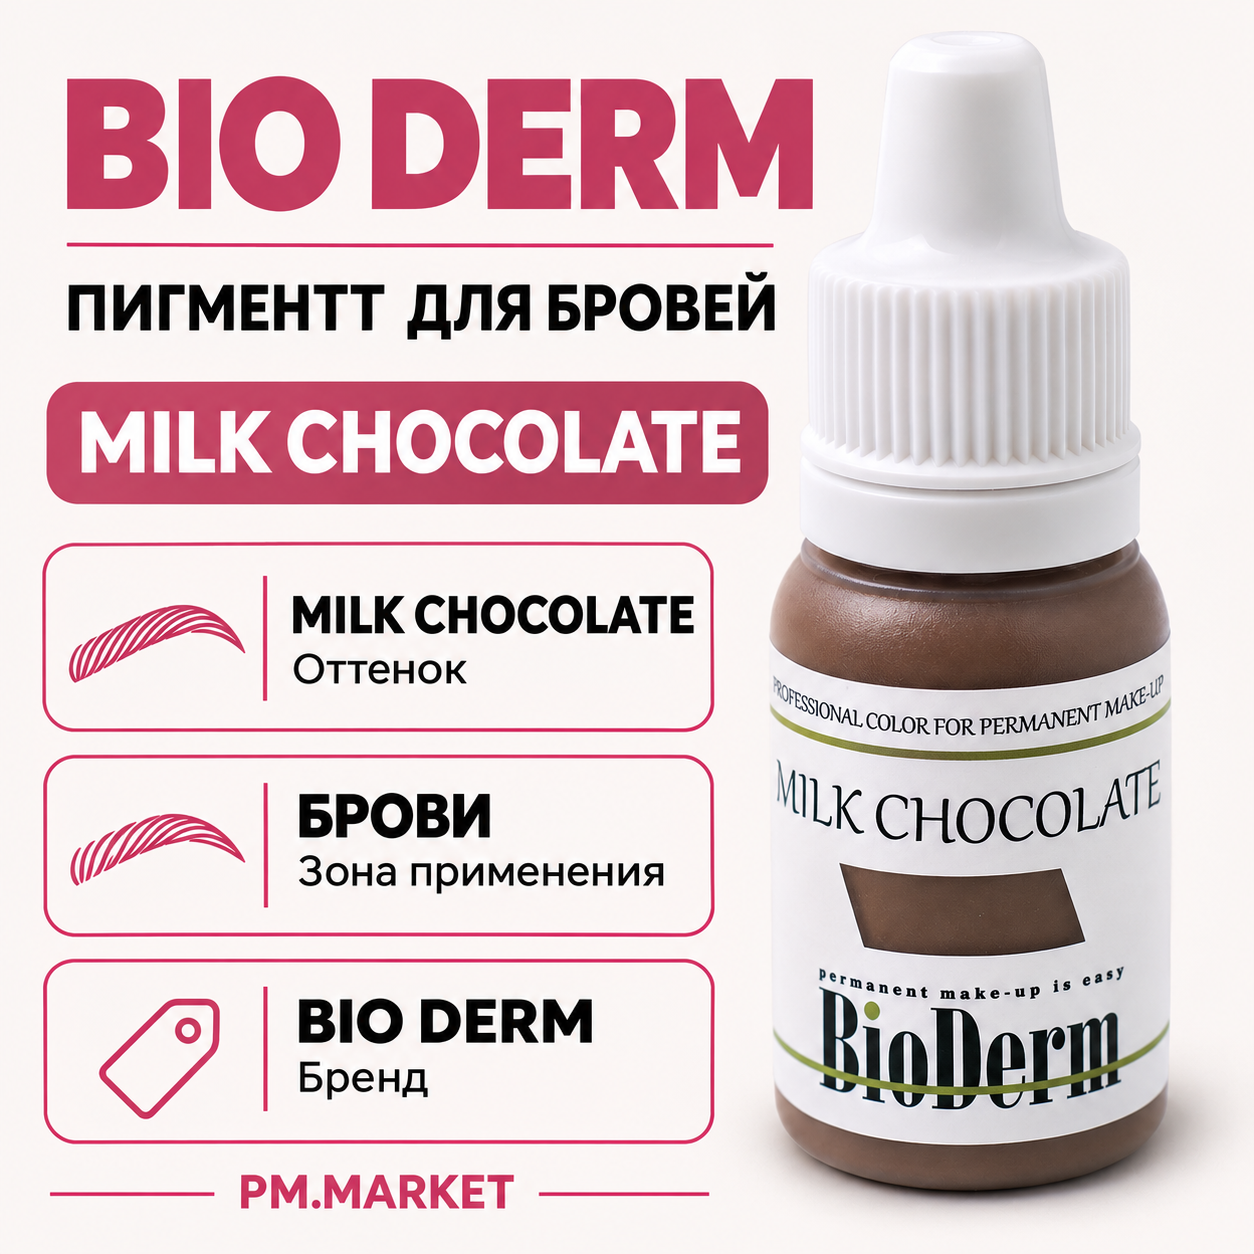 BIO DERM
ПИГМЕНТТ ДЛЯ БРОВЕЙ
MILK CHOCOLATE
MILK CHOCOLATE
Оттенок
БРОВИ
Зона применения
BIO DERM
Бренд
PM.MARKET
PROFESSIONAL COLOR FOR PERMANENT MAKE-UP
MILK CHOCOLATE
permanent make-up is easy
BioDerm